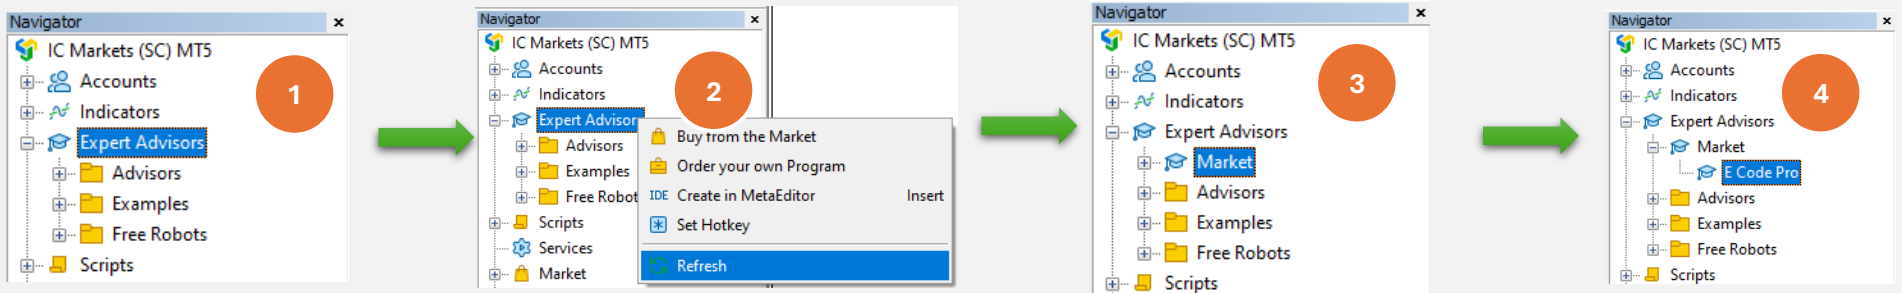 Navigator
IC Markets (SC) MT5
Accounts
Indicators
Expert Advisors
Advisors
Examples
Free Robots
Scripts
1
Navigator
IC Markets (SC) MT5
Accounts
Indicators
Expert Advisor
Advisors
Examples
Free Robot
Scripts
Services
Market
2
Buy from the Market
Order your own Program
IDE Create in MetaEditor Insert
Set Hotkey
Refresh
Navigator
IC Markets (SC) MT5
Accounts
Indicators
Expert Advisors
Market
Advisors
Examples
Free Robots
Scripts
3
Navigator
IC Markets (SC) MT5
Accounts
Indicators
Expert Advisors
Market
E Code Pro
Advisors
Examples
Free Robots
Scripts
4